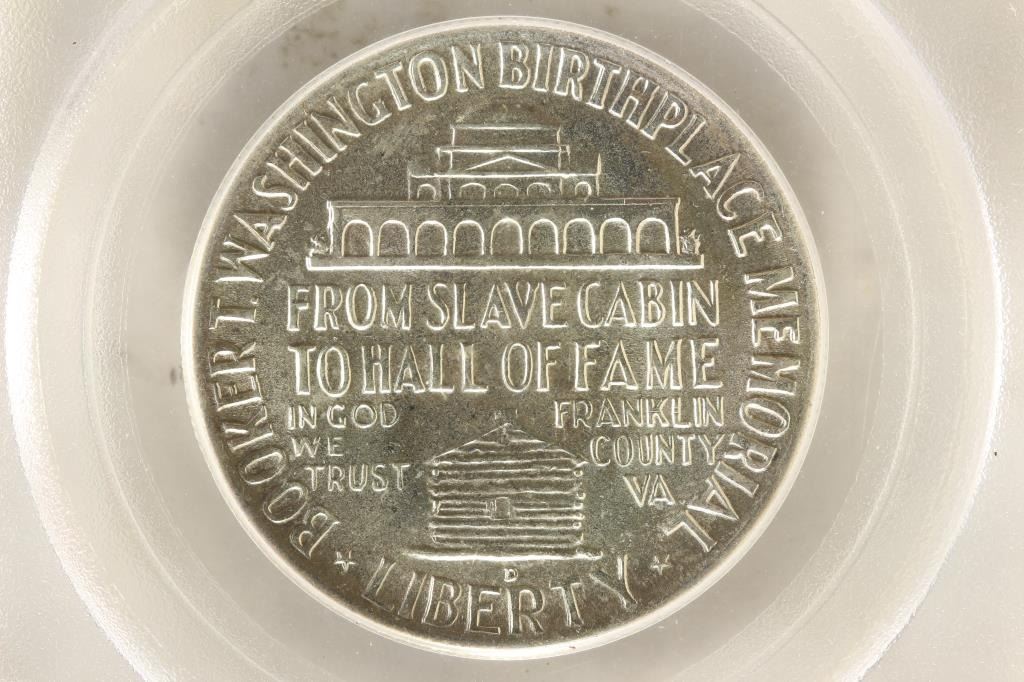 BOOKER T. WASHINGTON BIRTHPLACE MEMORIAL
FROM SLAVE CABIN
TO HALL OF FAME
IN GOD
WE
TRUST
FRANKLIN
COUNTY
VA
D
LIBERTY